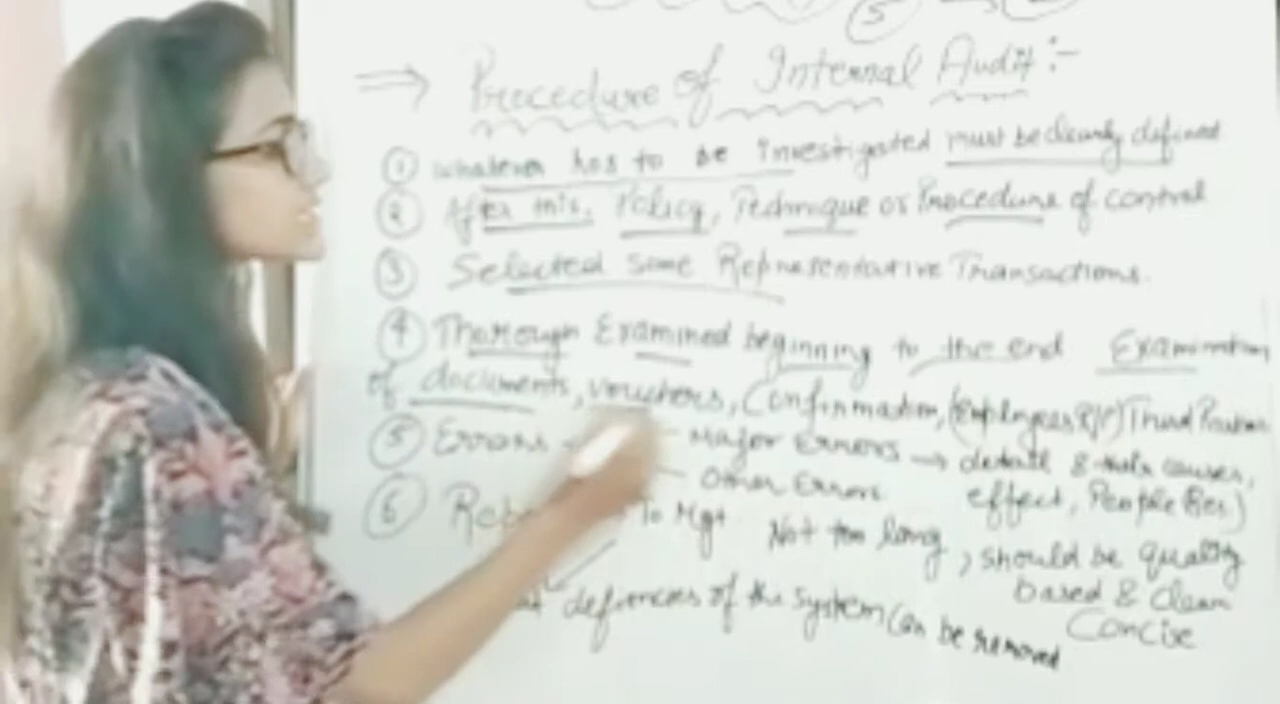 ⇒ Procedure of Internal Audit :-
① Whatever has to be investigated must be clearly defined
② After this, Policy, Technique or Procedure of control
③ Selected some Representative Transactions.
④ Thorough Examined beginning to the end Examination
of documents, vouchers, Confirmation, (Employees & Third Parties
⑤ Errors - Major Errors → detail & their causes,
- Other Errors effect, People Res.)
⑥ To Mgt Not too long, should be quality
based & Clean
Concise
of the system can be removed